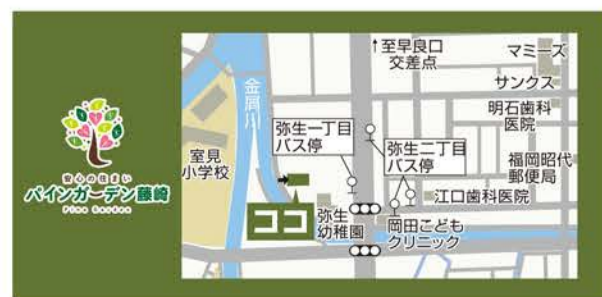 安心の住まい
パインガーデン藤崎
Pine Garden
↑至早良口
交差点
マミーズ
サンクス
明石歯科
医院
金屑川
弥生一丁目
バス停
弥生二丁目
バス停
福岡昭代
郵便局
室見
小学校
江口歯科医院
ココ
弥生
幼稚園
岡田こども
クリニック